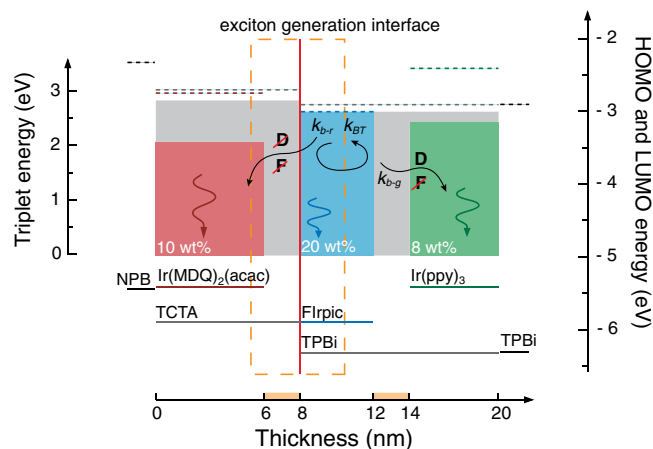 exciton generation interface
Triplet energy (eV)
3
2
1
0
HOMO and LUMO energy (eV)
- 2
- 3
- 4
- 5
- 6
k_b-r
k_BT
D
F
D
F
k_b-g
10 wt%
20 wt%
8 wt%
NPB
Ir(MDQ)₂(acac)
Ir(ppy)₃
TCTA
FIrpic
TPBi
TPBi
0
6
8
12
14
20
Thickness (nm)